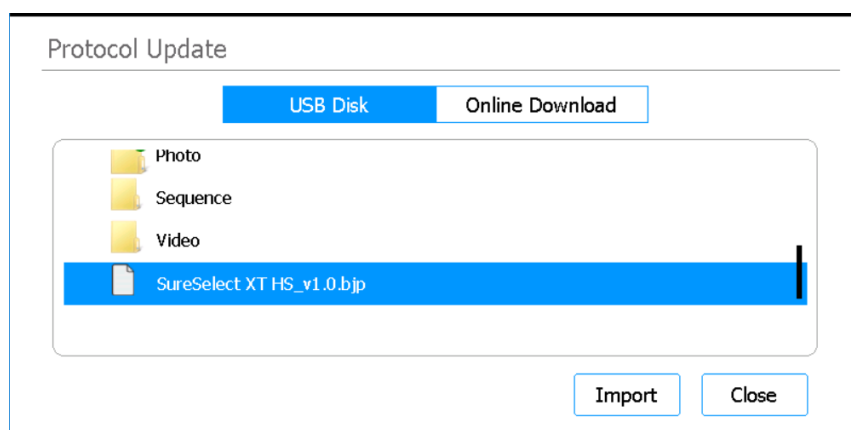 Protocol Update
USB Disk
Online Download
Photo
Sequence
Video
SureSelect XT HS_v1.0.bjp
Import
Close